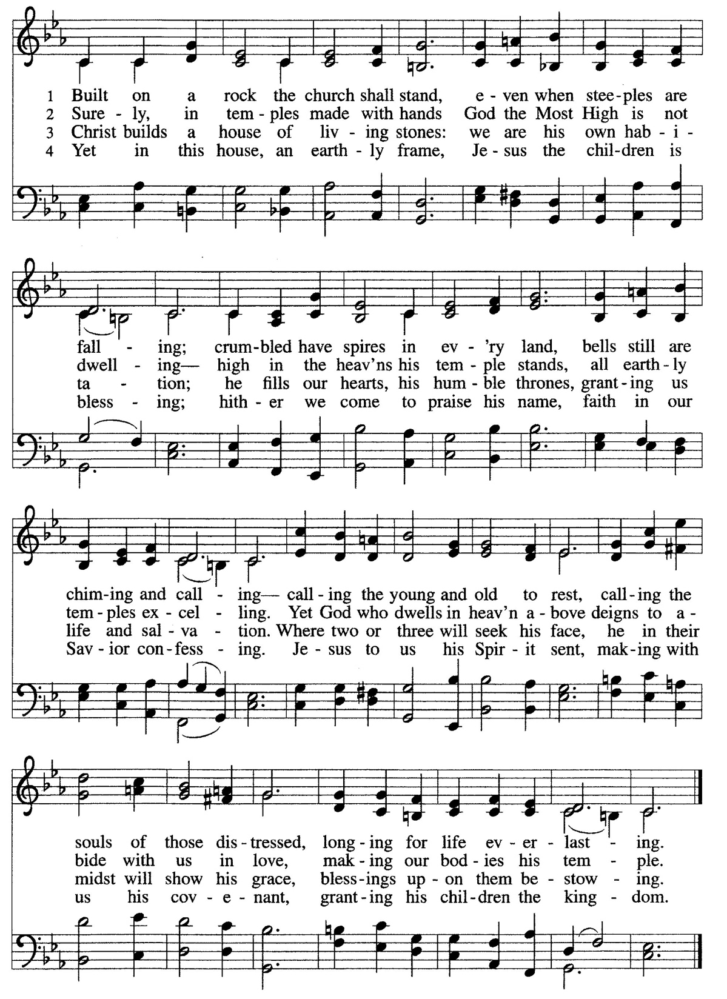 1 Built on a rock the church shall stand, e - ven when stee - ples are
2 Sure - ly, in tem - ples made with hands God the Most High is not
3 Christ builds a house of liv - ing stones: we are his own hab - i -
4 Yet in this house, an earth - ly frame, Je - sus the chil - dren is
fall - ing; crum - bled have spires in ev - 'ry land, bells still are
dwell - ing— high in the heav'ns his tem - ple stands, all earth - ly
ta - tion; he fills our hearts, his hum - ble thrones, grant - ing us
bless - ing; hith - er we come to praise his name, faith in our
chim - ing and call - ing— call - ing the young and old to rest, call - ing the
tem - ples ex - cel - ling. Yet God who dwells in heav'n a - bove deigns to a -
life and sal - va - tion. Where two or three will seek his face, he in their
Sav - ior con - fess - ing. Je - sus to us his Spir - it sent, mak - ing with
souls of those dis - tressed, long - ing for life ev - er - last - ing.
bide with us in love, mak - ing our bod - ies his tem - ple.
midst will show his grace, bless - ings up - on them be - stow - ing.
us his cov - e - nant, grant - ing his chil - dren the king - dom.